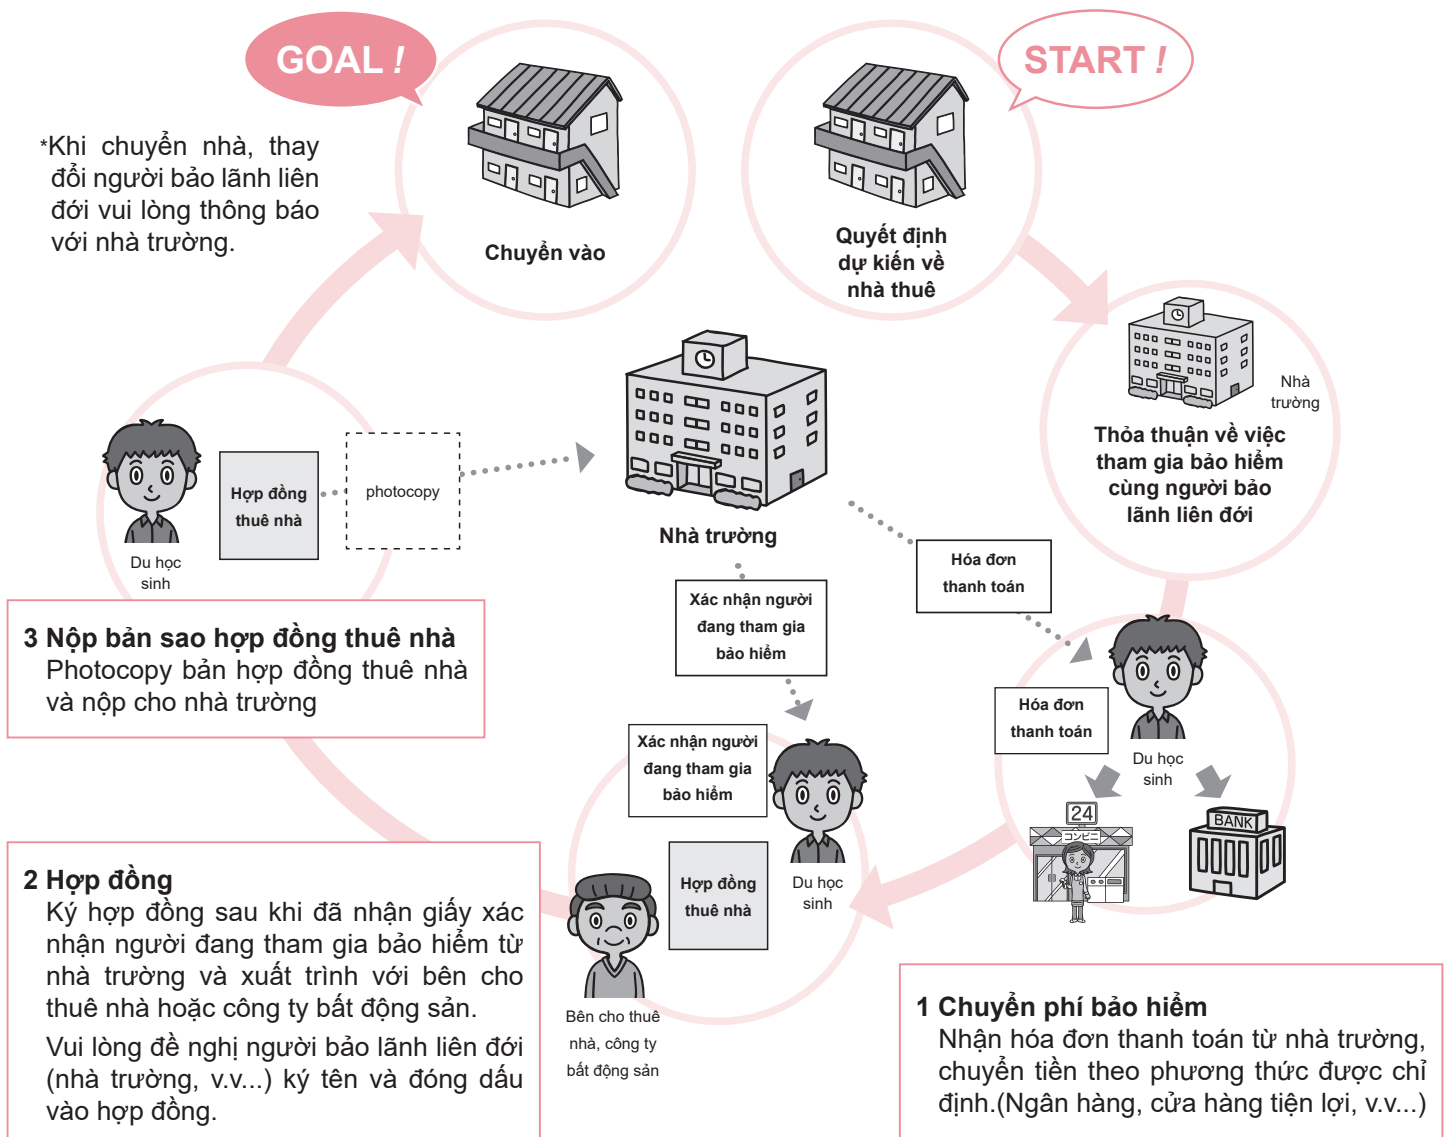 GOAL !
START !
*Khi chuyển nhà, thay
đổi người bảo lãnh liên
đới vui lòng thông báo
với nhà trường.
Chuyển vào
Quyết định
dự kiến về
nhà thuê
Nhà
trường
Thỏa thuận về việc
tham gia bảo hiểm
cùng người bảo
lãnh liên đới
Hợp đồng
thuê nhà
photocopy
Du học
sinh
Nhà trường
Hóa đơn
thanh toán
Xác nhận người
đang tham gia
bảo hiểm
3 Nộp bản sao hợp đồng thuê nhà
Photocopy bản hợp đồng thuê nhà
và nộp cho nhà trường
Hóa đơn
thanh toán
Du học
sinh
Xác nhận người
đang tham gia
bảo hiểm
24
コンビニ
BANK
Hợp đồng
thuê nhà
Du học
sinh
Bên cho thuê
nhà, công ty
bất động sản
2 Hợp đồng
Ký hợp đồng sau khi đã nhận giấy xác
nhận người đang tham gia bảo hiểm từ
nhà trường và xuất trình với bên cho
thuê nhà hoặc công ty bất động sản.
Vui lòng đề nghị người bảo lãnh liên đới
(nhà trường, v.v...) ký tên và đóng dấu
vào hợp đồng.
1 Chuyển phí bảo hiểm
Nhận hóa đơn thanh toán từ nhà trường,
chuyển tiền theo phương thức được chỉ
định.(Ngân hàng, cửa hàng tiện lợi, v.v...)